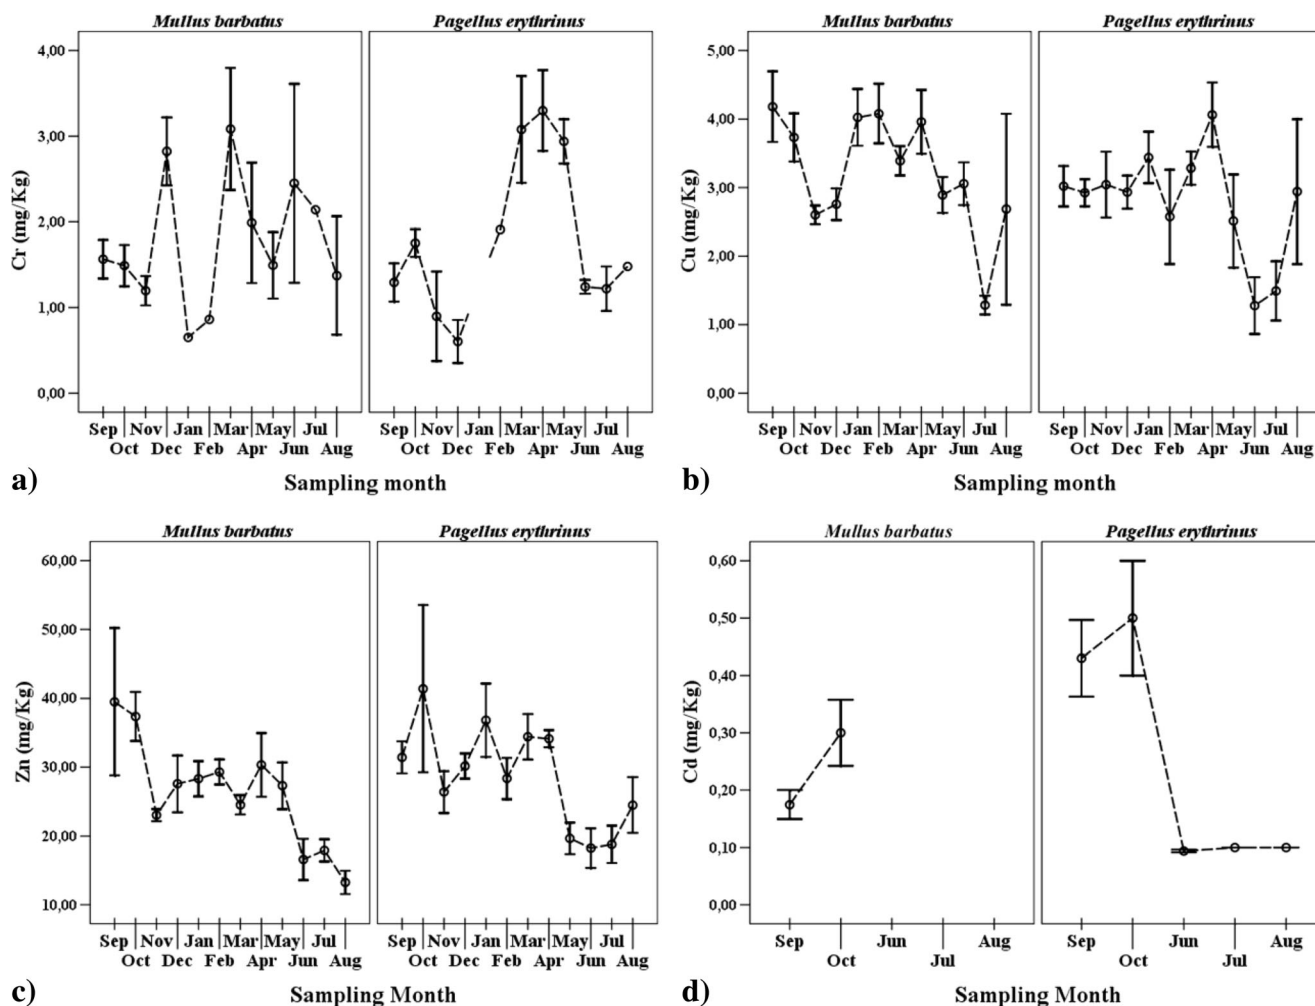 Mullus barbatus Pagellus erythrinus
4,00
3,00
2,00
1,00
0,00
Cr (mg/Kg)
Sep Nov Jan Mar May Jul Sep Nov Jan Mar May Jul
Oct Dec Feb Apr Jun Aug Oct Dec Feb Apr Jun Aug
a) Sampling month
Mullus barbatus Pagellus erythrinus
5,00
4,00
3,00
2,00
1,00
0,00
Cu (mg/Kg)
Sep Nov Jan Mar May Jul Sep Nov Jan Mar May Jul
Oct Dec Feb Apr Jun Aug Oct Dec Feb Apr Jun Aug
b) Sampling month
Mullus barbatus Pagellus erythrinus
60,00
50,00
40,00
30,00
20,00
10,00
Zn (mg/Kg)
Sep Nov Jan Mar May Jul Sep Nov Jan Mar May Jul
Oct Dec Feb Apr Jun Aug Oct Dec Feb Apr Jun Aug
c) Sampling Month
Mullus barbatus Pagellus erythrinus
0,60
0,50
0,40
0,30
0,20
0,10
0,00
Cd (mg/Kg)
Sep Jun Aug Sep Jun Aug
Oct Jul Oct Jul
d) Sampling Month